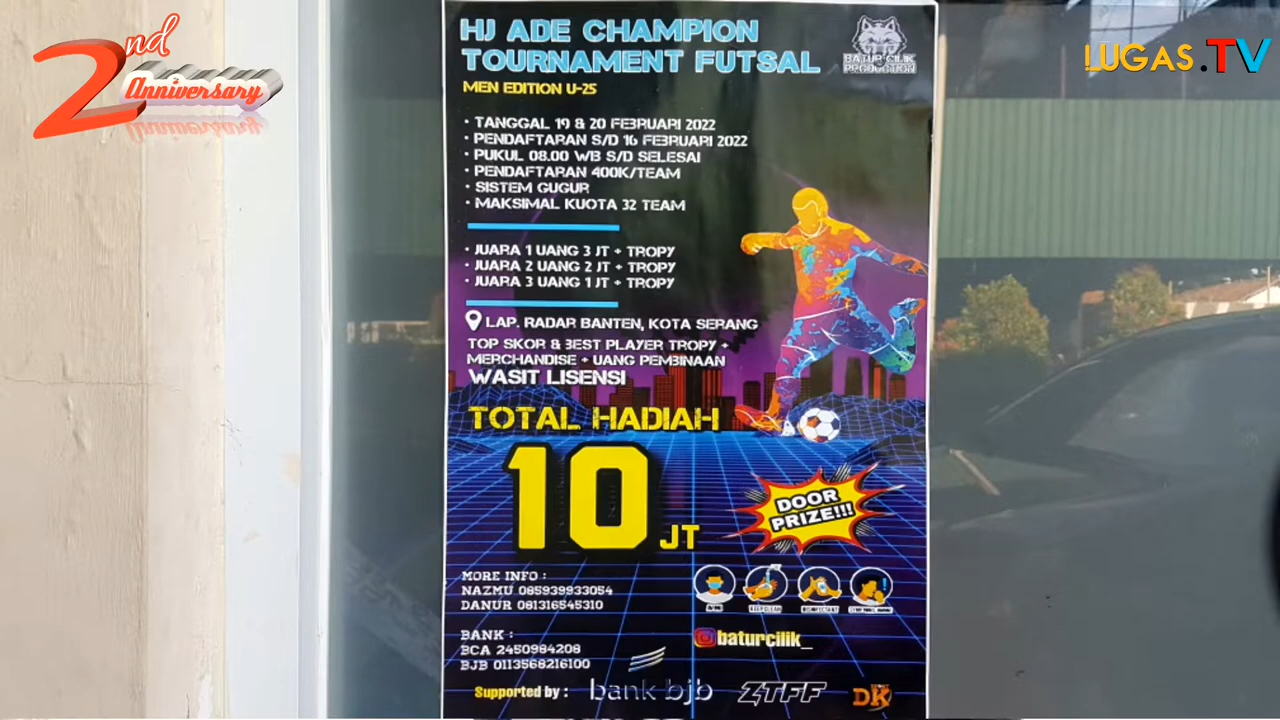 2nd
Anniversary
LUGAS.TV
HJ ADE CHAMPION
TOURNAMENT FUTSAL
BATUR CILIK
PRODUCTION
MEN EDITION U-25
• TANGGAL 19 & 20 FEBRUARI 2022
• PENDAFTARAN S/D 16 FEBRUARI 2022
• PUKUL 08.00 WIB S/D SELESAI
• PENDAFTARAN 400K/TEAM
• SISTEM GUGUR
• MAKSIMAL KUOTA 32 TEAM
• JUARA 1 UANG 3 JT + TROPY
• JUARA 2 UANG 2 JT + TROPY
• JUARA 3 UANG 1 JT + TROPY
LAP. RADAR BANTEN, KOTA SERANG
TOP SKOR & BEST PLAYER TROPY +
MERCHANDISE + UANG PEMBINAAN
WASIT LISENSI
TOTAL HADIAH
10 JT
DOOR
PRIZE!!!
MORE INFO :
NAZMU 085939933054
DANUR 081316545310
KEEP CLEAN
DISINFECTANT
baturcilik_
BANK :
BCA 2450984208
BJB 0113568216100
Supported by :
bank bjb
ZTFF
DK